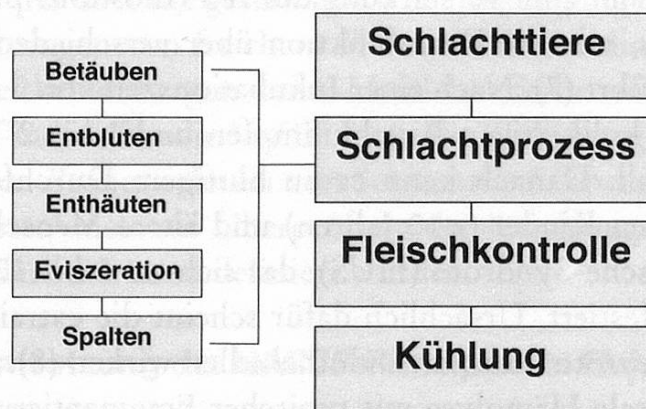 Betäuben
Entbluten
Enthäuten
Eviszeration
Spalten
Schlachttiere
Schlachtprozess
Fleischkontrolle
Kühlung